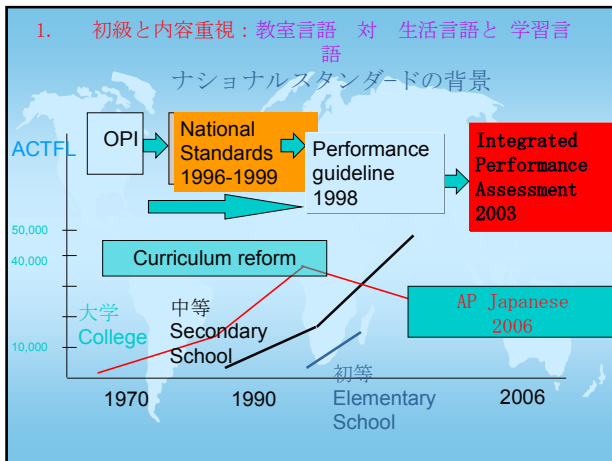 1. 初級と内容重視：教室言語 対 生活言語と 学習言
語
ナショナルスタンダードの背景
ACTFL
OPI
National
Standards
1996-1999
Performance
guideline
1998
Integrated
Performance
Assessment
2003
50,000
40,000
10,000
Curriculum reform
大学
College
中等
Secondary
School
初等
Elementary
School
AP Japanese
2006
1970
1990
2006